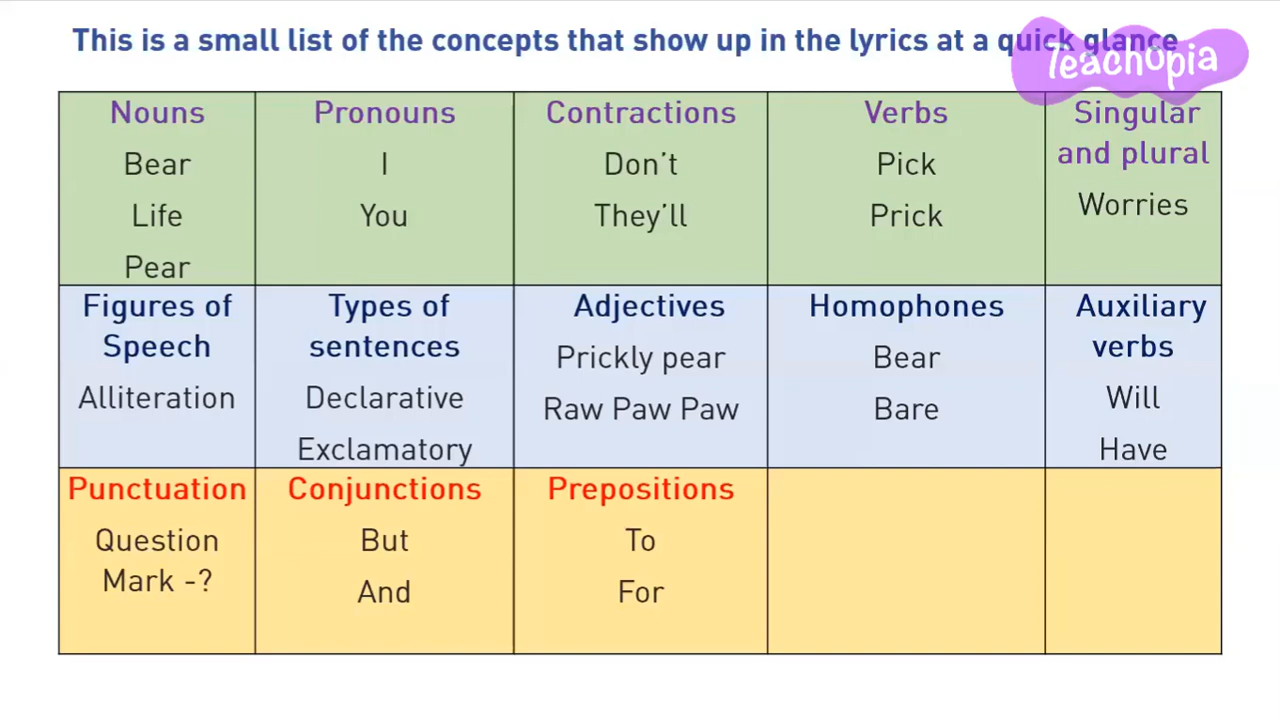 This is a small list of the concepts that show up in the lyrics at a quick glance
Teachopia
Nouns
Bear
Life
Pear
Pronouns
I
You
Contractions
Don't
They'll
Verbs
Pick
Prick
Singular
and plural
Worries
Figures of
Speech
Alliteration
Types of
sentences
Declarative
Exclamatory
Adjectives
Prickly pear
Raw Paw Paw
Homophones
Bear
Bare
Auxiliary
verbs
Will
Have
Punctuation
Question
Mark -?
Conjunctions
But
And
Prepositions
To
For